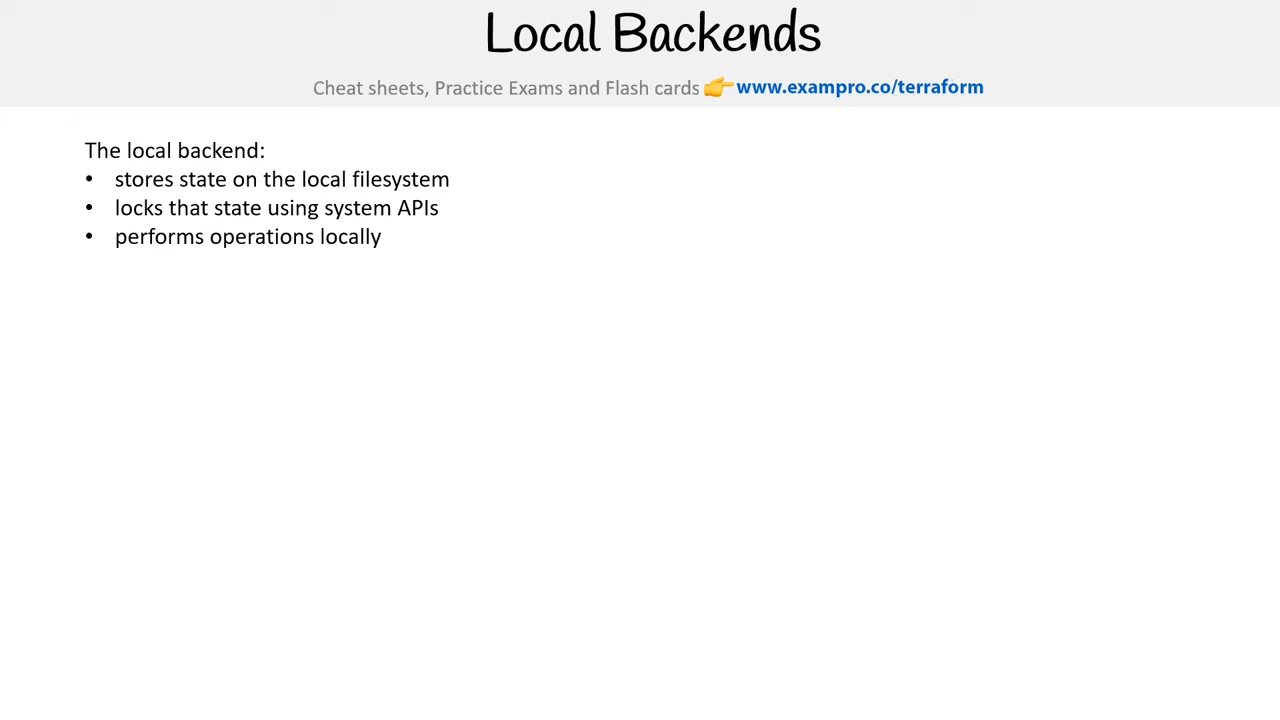 Local Backends
Cheat sheets, Practice Exams and Flash cards 👉 www.exampro.co/terraform
The local backend:
• stores state on the local filesystem
• locks that state using system APIs
• performs operations locally